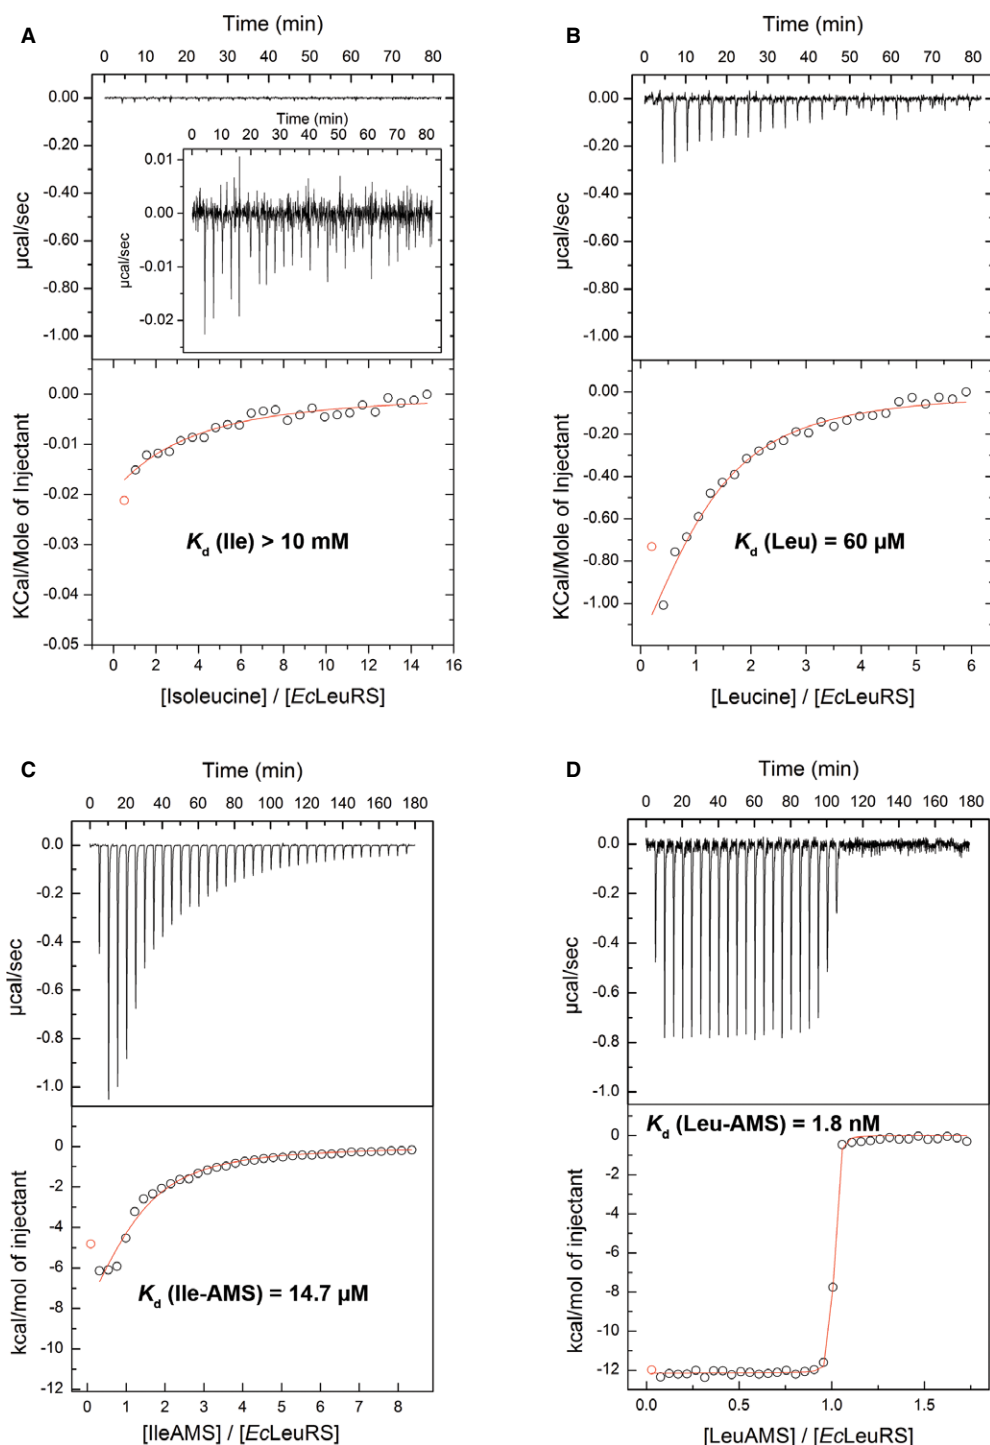 A
Time (min)
0 10 20 30 40 50 60 70 80
0.00
-0.20
-0.40
-0.60
-0.80
-1.00
µcal/sec
Time (min)
0 10 20 30 40 50 60 70 80
0.01
0.00
-0.01
-0.02
µcal/sec
0.00
-0.01
-0.02
-0.03
-0.04
-0.05
KCal/Mole of Injectant
Kd (Ile) > 10 mM
0 2 4 6 8 10 12 14 16
[Isoleucine] / [EcLeuRS]
B
Time (min)
0 10 20 30 40 50 60 70 80
0.00
-0.20
-0.40
-0.60
-0.80
-1.00
µcal/sec
0.00
-0.20
-0.40
-0.60
-0.80
-1.00
KCal/Mole of Injectant
Kd (Leu) = 60 µM
0 1 2 3 4 5 6
[Leucine] / [EcLeuRS]
C
Time (min)
0 20 40 60 80 100 120 140 160 180
0.0
-0.2
-0.4
-0.6
-0.8
-1.0
µcal/sec
0
-2
-4
-6
-8
-10
-12
kcal/mol of injectant
Kd (Ile-AMS) = 14.7 µM
0 1 2 3 4 5 6 7 8
[IleAMS] / [EcLeuRS]
D
Time (min)
0 20 40 60 80 100 120 140 160 180
0.0
-0.2
-0.4
-0.6
-0.8
-1.0
µcal/sec
Kd (Leu-AMS) = 1.8 nM
0
-2
-4
-6
-8
-10
-12
kcal/mol of injectant
0.0 0.5 1.0 1.5
[LeuAMS] / [EcLeuRS]